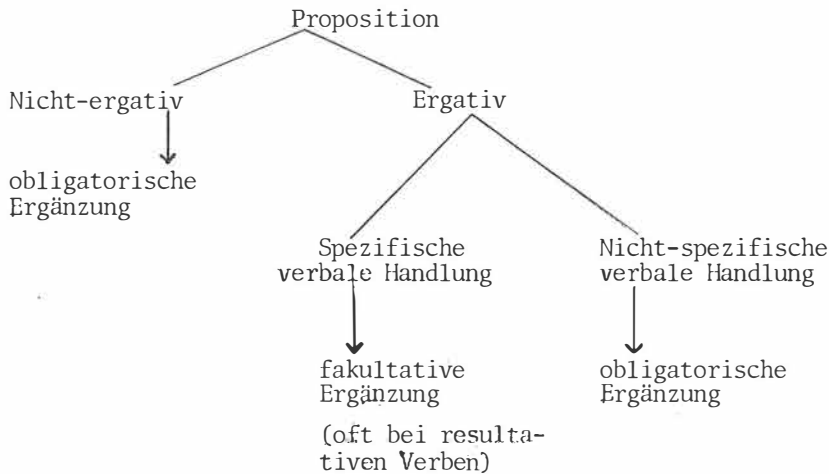 Proposition
Nicht-ergativ
Ergativ
obligatorische
Ergänzung
Spezifische
verbale Handlung
Nicht-spezifische
verbale Handlung
fakultative
Ergänzung
(oft bei resulta-
tiven Verben)
obligatorische
Ergänzung